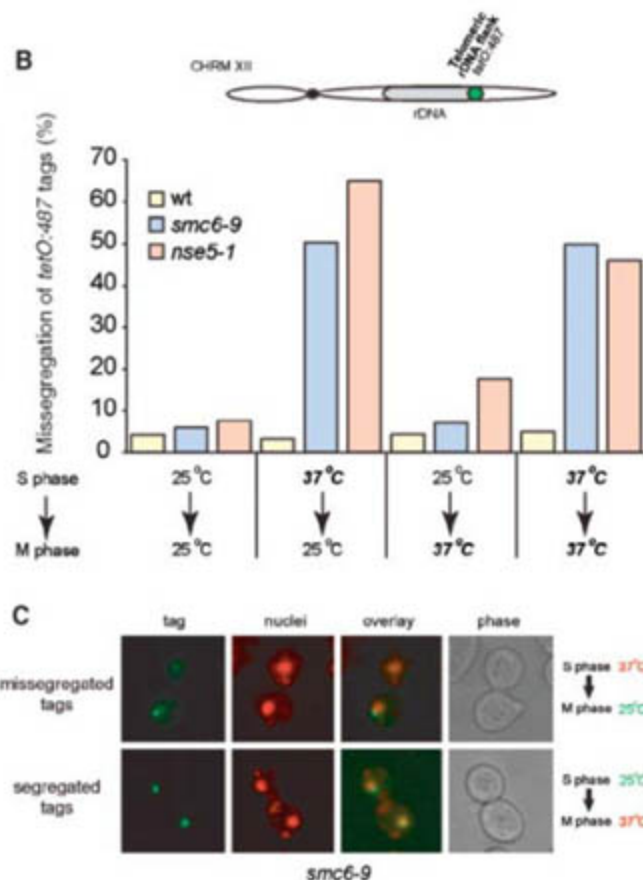 B
CHRM XII
Telomeric
rDNA flank
tetO:487
rDNA
Missegregation of tetO:487 tags (%)
70
60
50
40
30
20
10
0
wt
smc6-9
nse5-1
S phase 25 °C 37 °C 25 °C 37 °C
M phase 25 °C 25 °C 37 °C 37 °C
C
tag nuclei overlay phase
missegregated
tags
S phase 37°C
M phase 25°C
segregated
tags
S phase 25°C
M phase 37°C
smc6-9